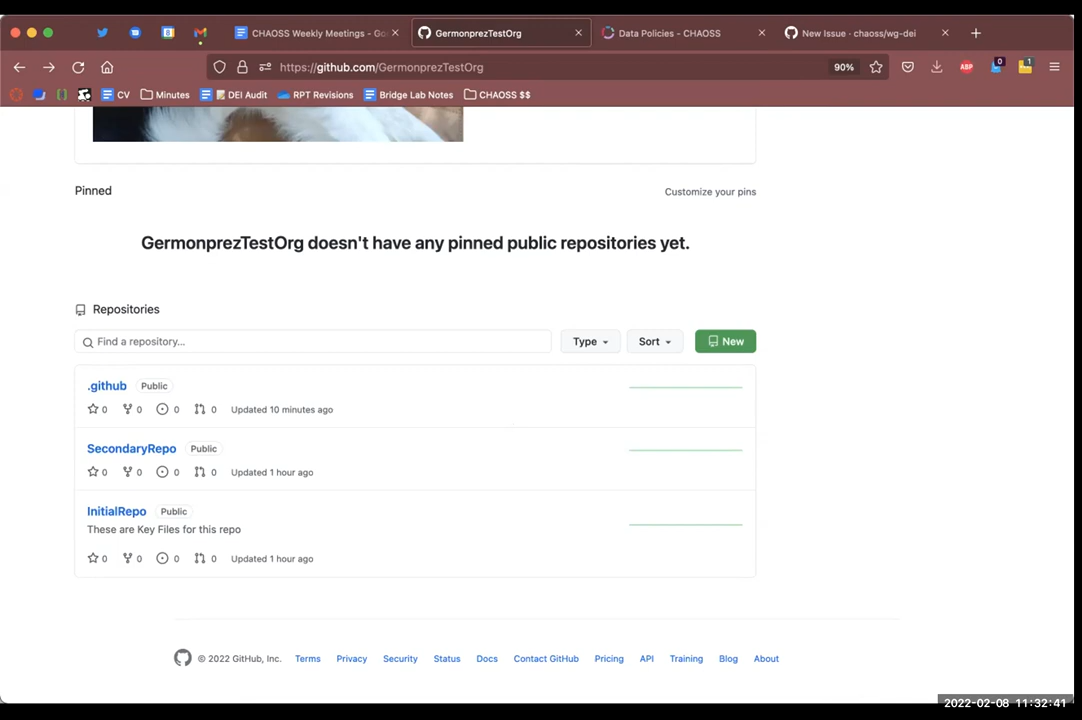 CHAOSS Weekly Meetings - Go
GermonprezTestOrg
Data Policies - CHAOSS
New Issue · chaoss/wg-dei
https://github.com/GermonprezTestOrg
90%
ABP
0
1
CV
Minutes
DEI Audit
RPT Revisions
Bridge Lab Notes
CHAOSS $$
Pinned
Customize your pins
GermonprezTestOrg doesn't have any pinned public repositories yet.
Repositories
Find a repository...
Type
Sort
New
.github Public
0 0 0 0 Updated 10 minutes ago
SecondaryRepo Public
0 0 0 0 Updated 1 hour ago
InitialRepo Public
These are Key Files for this repo
0 0 0 0 Updated 1 hour ago
© 2022 GitHub, Inc. Terms Privacy Security Status Docs Contact GitHub Pricing API Training Blog About
2022-02-08 11:32:41